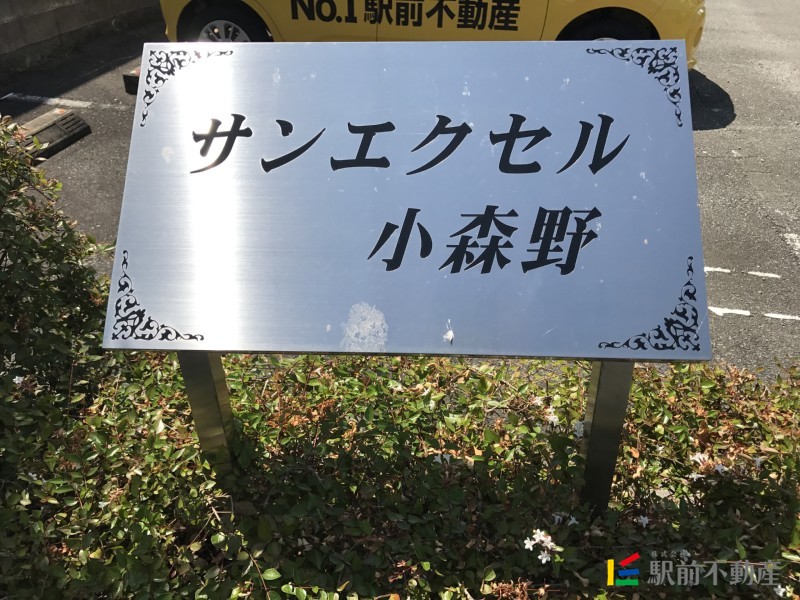 No.1 駅前不動産
サンエクセル
小森野
株式会社
駅前不動産